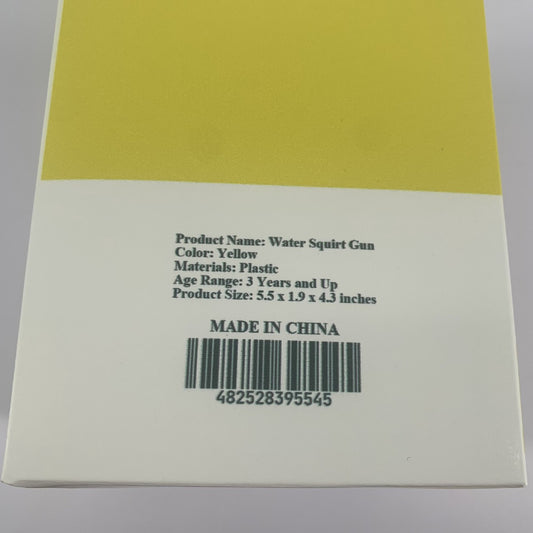 Product Name: Water Squirt Gun
Color: Yellow
Materials: Plastic
Age Range: 3 Years and Up
Product Size: 5.5 x 1.9 x 4.3 inches
MADE IN CHINA
482528395545